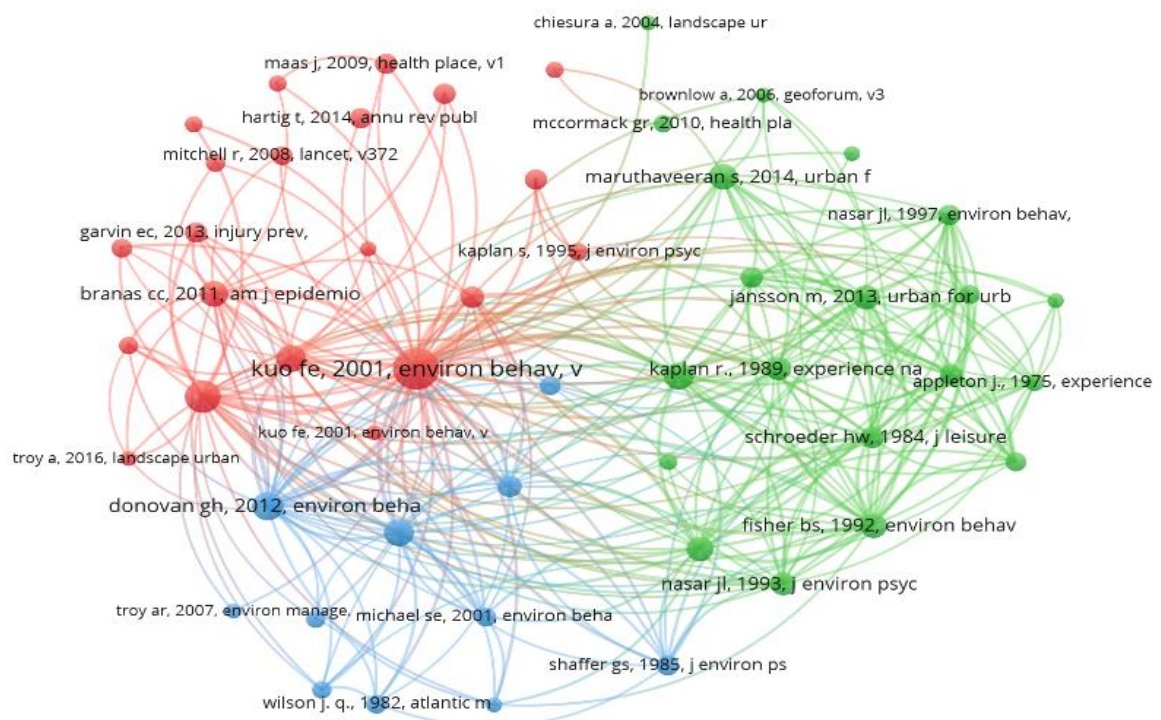 chiesura a, 2004, landscape ur
maas j, 2009, health place, v1
brownlow a, 2006, geoforum, v3
hartig t, 2014, annu rev publ
mccormack gr, 2010, health pla
mitchell r, 2008, lancet, v372
maruthaveeran s, 2014, urban f
nasar jl, 1997, environ behav,
garvin ec, 2013, injury prev,
kaplan s, 1995, j environ psyc
branas cc, 2011, am j epidemio
jansson m, 2013, urban for urb
kuo fe, 2001, environ behav, v
kaplan r., 1989, experience na
appleton j., 1975, experience
kuo fe, 2001, environ behav, v
schroeder hw, 1984, j leisure
troy a, 2016, landscape urban
donovan gh, 2012, environ beha
fisher bs, 1992, environ behav
nasar jl, 1993, j environ psyc
troy ar, 2007, environ manage,
michael se, 2001, environ beha
shaffer gs, 1985, j environ ps
wilson j. q., 1982, atlantic m